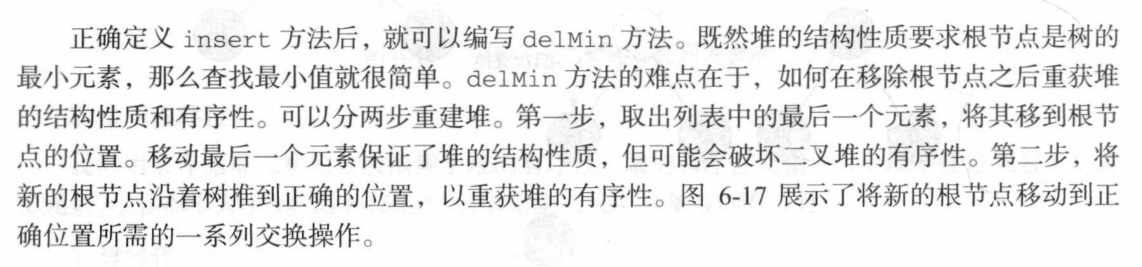 正确定义 insert 方法后，就可以编写 delMin 方法。既然堆的结构性质要求根节点是树的
最小元素，那么查找最小值就很简单。delMin 方法的难点在于，如何在移除根节点之后重获堆
的结构性质和有序性。可以分两步重建堆。第一步，取出列表中的最后一个元素，将其移到根节
点的位置。移动最后一个元素保证了堆的结构性质，但可能会破坏二叉堆的有序性。第二步，将
新的根节点沿着树推到正确的位置，以重获堆的有序性。图 6-17 展示了将新的根节点移动到正
确位置所需的一系列交换操作。